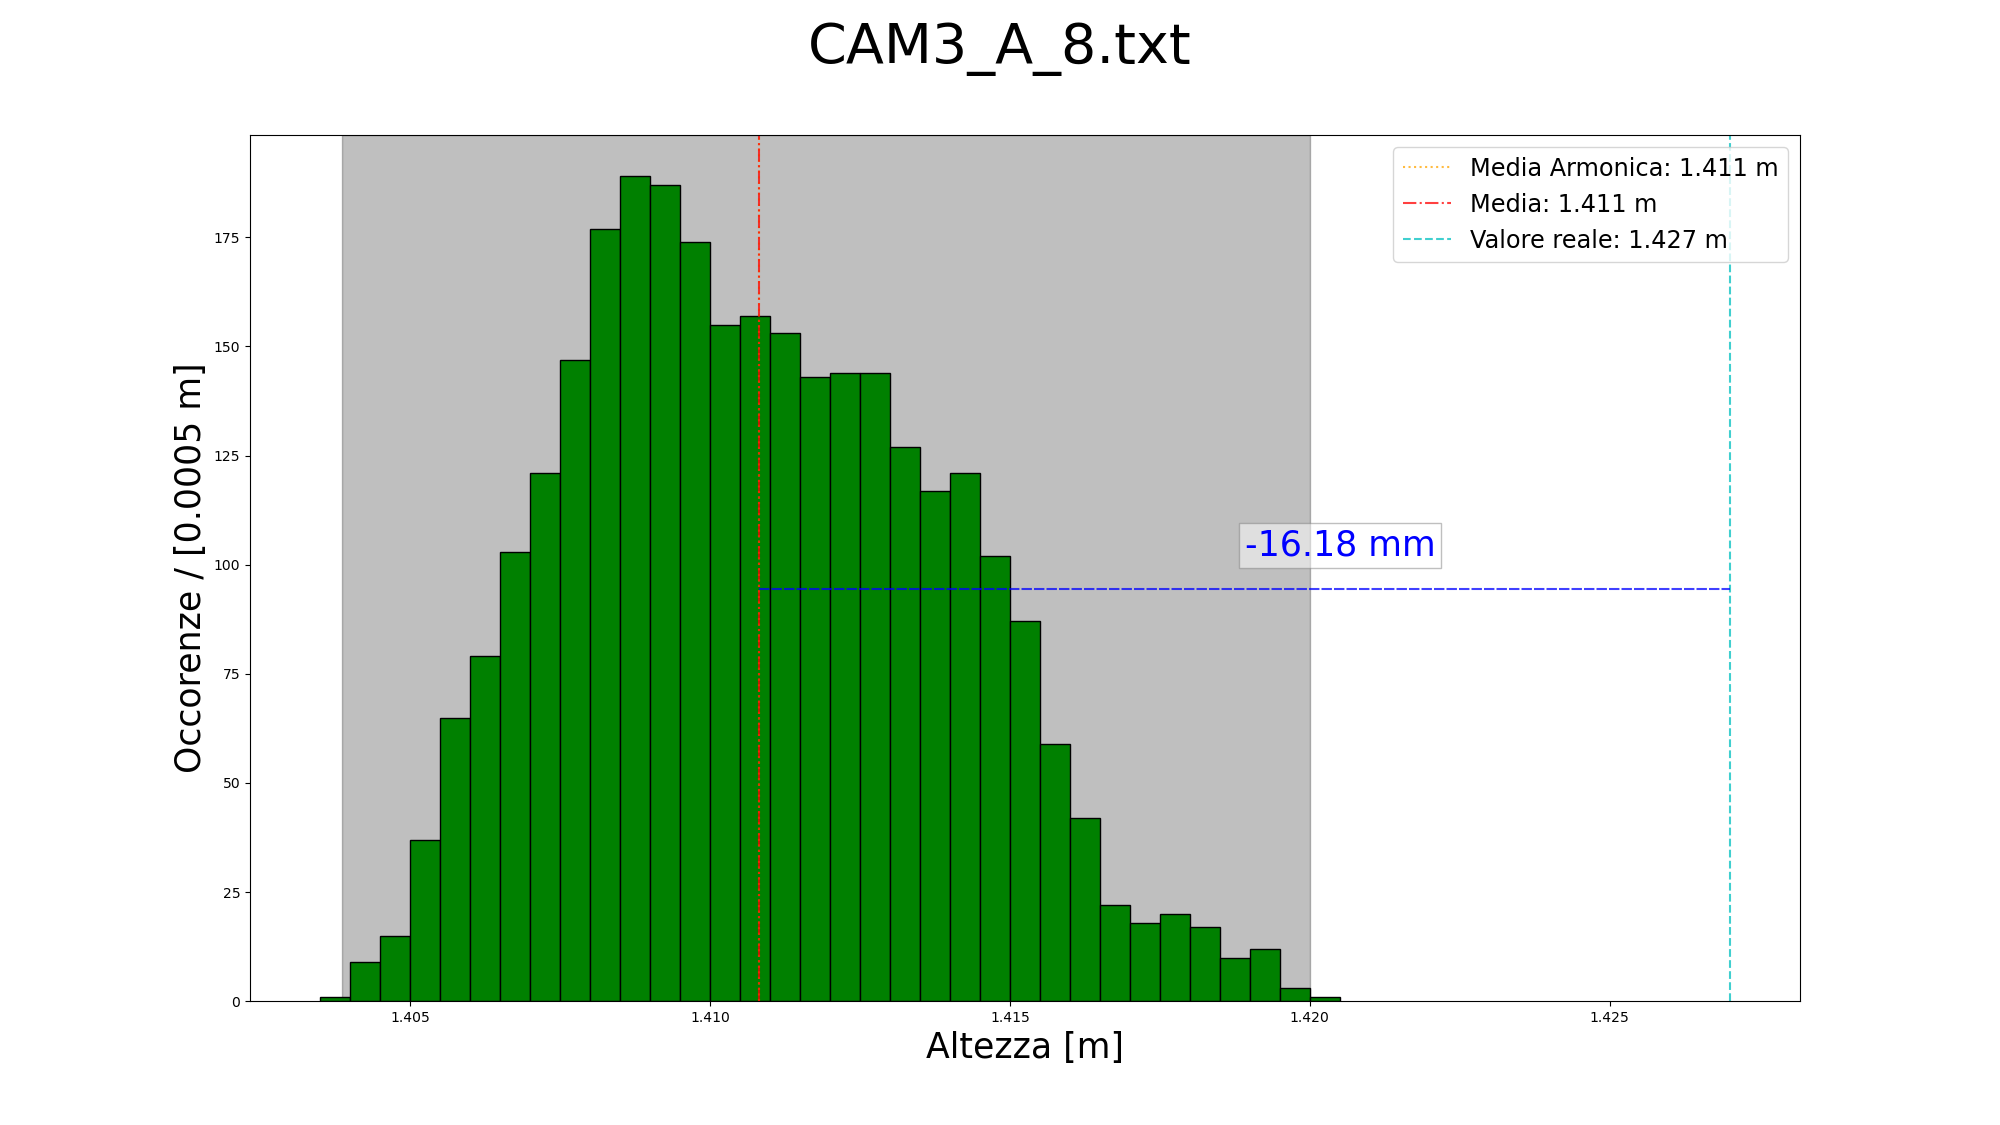 CAM3_A_8.txt
Media Armonica: 1.411 m
Media: 1.411 m
Valore reale: 1.427 m
-16.18 mm
Occorenze / [0.0005 m]
175
150
125
100
75
50
25
0
1.405 1.410 1.415 1.420 1.425
Altezza [m]